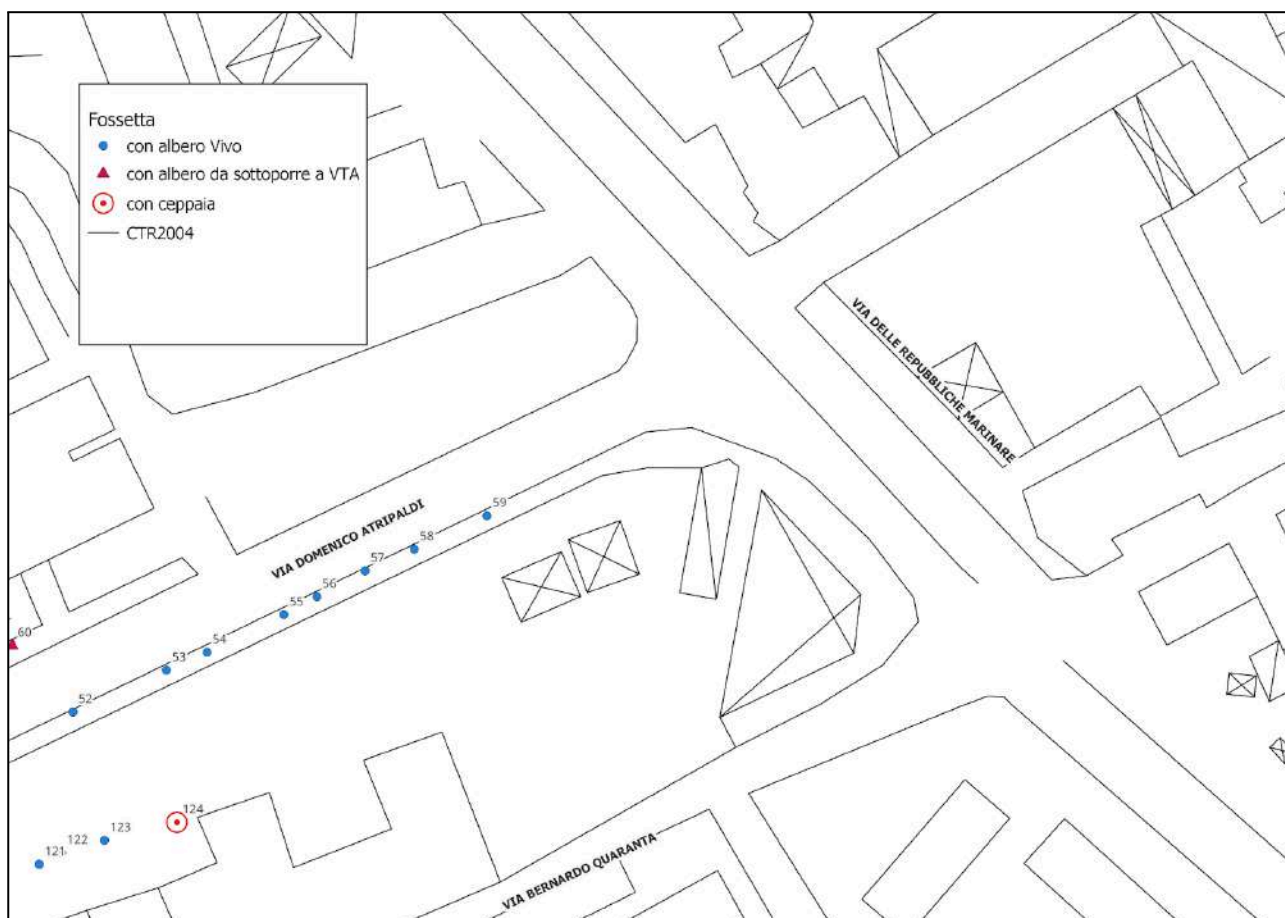 Fossetta
con albero Vivo
con albero da sottoporre a VTA
con ceppaia
CTR2004
VIA DELLE REPUBBLICHE MARINARE
VIA DOMENICO ATRIPALDI
59
58
57
56
55
54
53
52
60
124
123
122
121
VIA BERNARDO QUARANTA